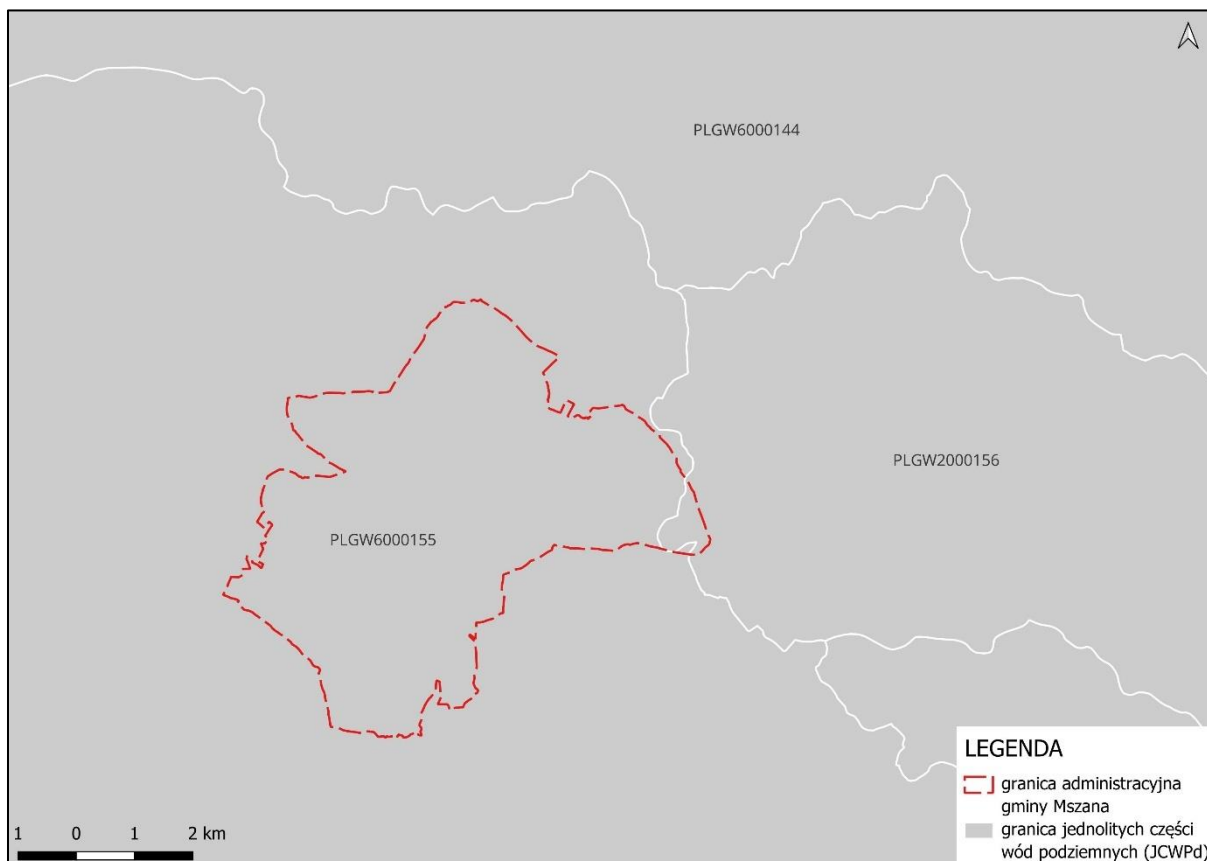 PLGW6000144
PLGW2000156
PLGW6000155
LEGENDA
granica administracyjna
gminy Mszana
granica jednolitych części
wód podziemnych (JCWPd)
1 0 1 2 km